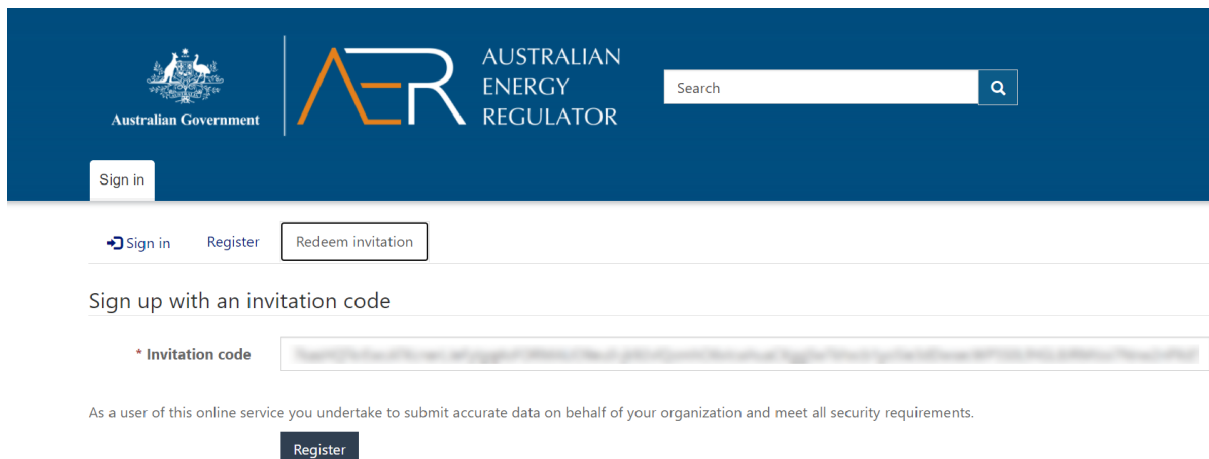 Australian Government
AER
AUSTRALIAN
ENERGY
REGULATOR
Search
Sign in
Sign in
Register
Redeem invitation
Sign up with an invitation code
* Invitation code
As a user of this online service you undertake to submit accurate data on behalf of your organization and meet all security requirements.
Register